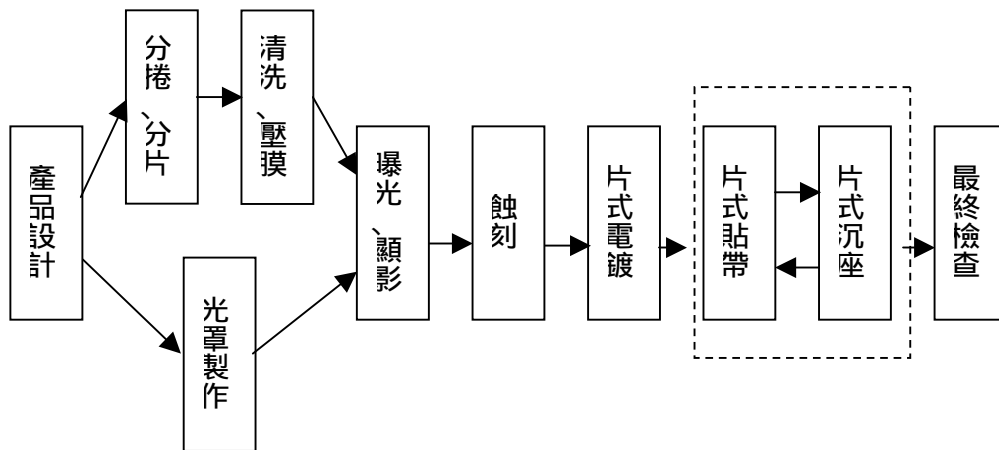 產品設計
分捲、分片
清洗、壓膜
光罩製作
曝光、顯影
蝕刻
片式電鍍
片式貼帶
片式沉座
最終檢查